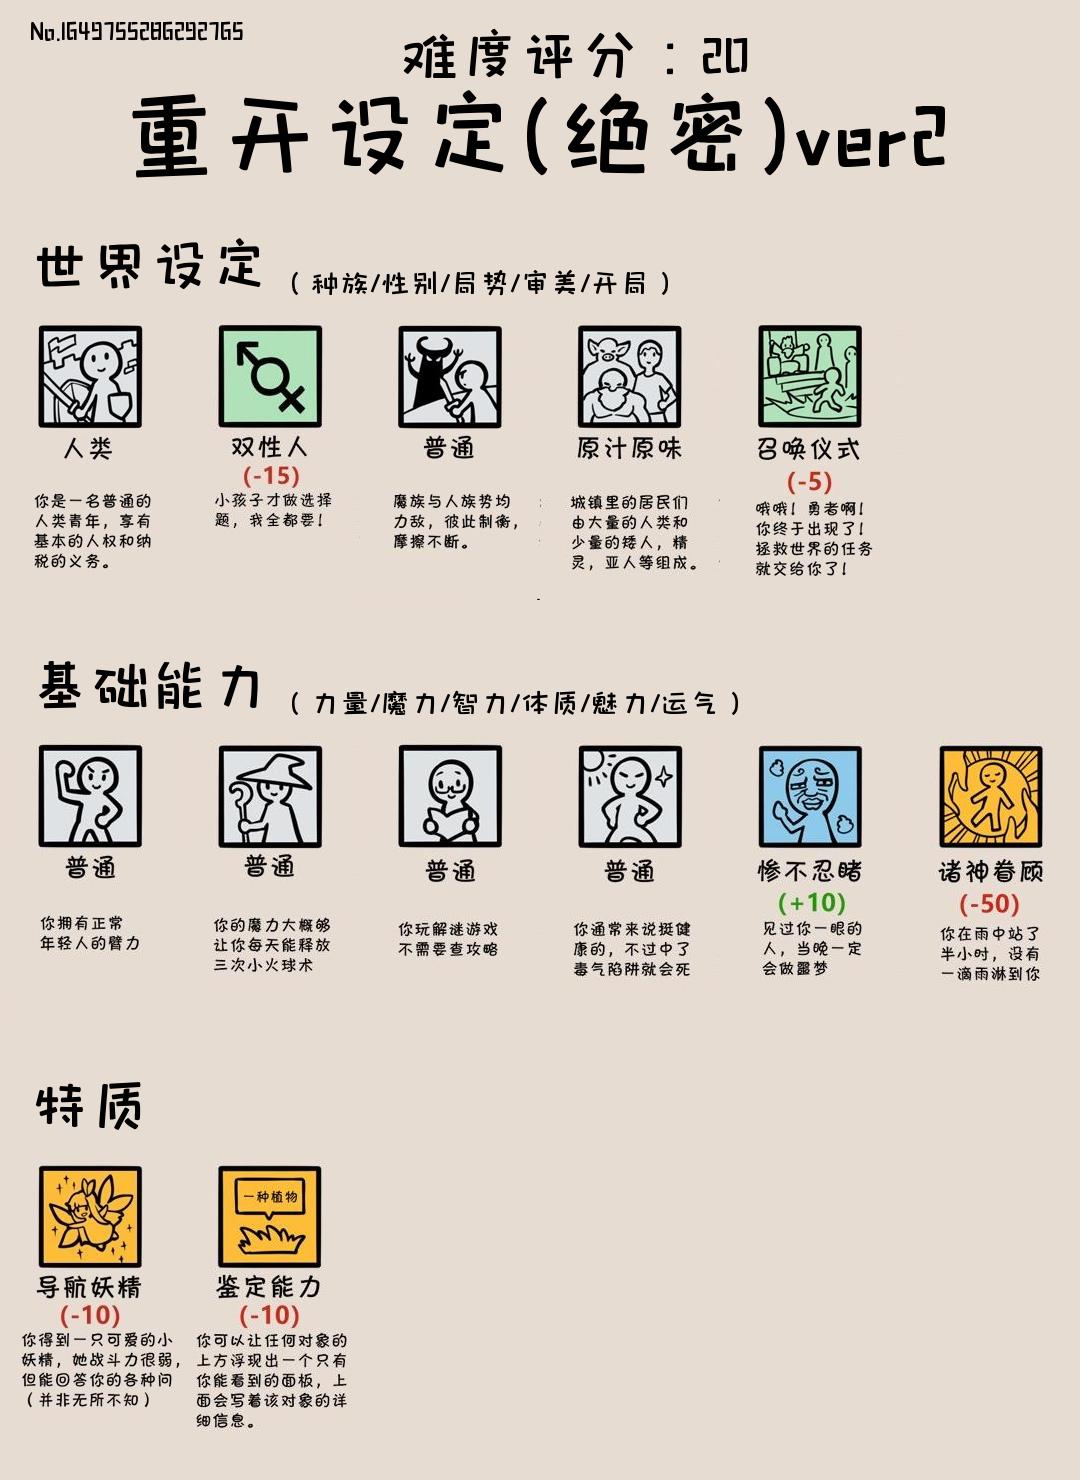 No.1649755286292765
难度评分：20
重开设定(绝密)ver2
世界设定（种族/性别/局势/审美/开局）
人类
你是一名普通的
人类青年，享有
基本的人权和纳
税的义务。
双性人
(-15)
小孩子才做选择
题，我全都要！
普通
魔族与人族势均
力敌，彼此制衡，
摩擦不断。
原汁原味
城镇里的居民们
由大量的人类和
少量的矮人，精
灵，亚人等组成。
召唤仪式
(-5)
哦哦！勇者啊！
你终于出现了！
拯救世界的任务
就交给你了！
基础能力（力量/魔力/智力/体质/魅力/运气）
普通
你拥有正常
年轻人的臂力
普通
你的魔力大概够
让你每天能释放
三次小火球术
普通
你玩解谜游戏
不需要查攻略
普通
你通常来说挺健
康的，不过中了
毒气陷阱就会死
惨不忍睹
(+10)
见过你一眼的
人，当晚一定
会做噩梦
诸神眷顾
(-50)
你在雨中站了
半小时，没有
一滴雨淋到你
特质
导航妖精
(-10)
你得到一只可爱的小
妖精，她战斗力很弱，
但能回答你的各种问
（并非无所不知）
一种植物
鉴定能力
(-10)
你可以让任何对象的
上方浮现出一个只有
你能看到的面板，上
面会写着该对象的详
细信息。